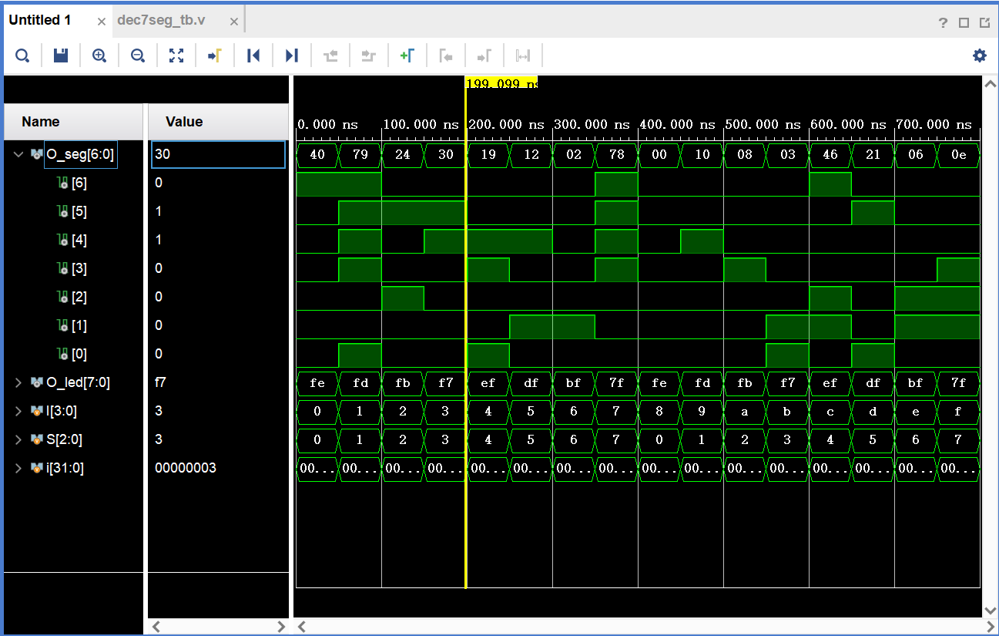 Untitled 1 × dec7seg_tb.v ×
?
199.099 ns
Name Value
0.000 ns 100.000 ns 200.000 ns 300.000 ns 400.000 ns 500.000 ns 600.000 ns 700.000 ns
O_seg[6:0] 30 40 79 24 30 19 12 02 78 00 10 08 03 46 21 06 0e
[6] 0
[5] 1
[4] 1
[3] 0
[2] 0
[1] 0
[0] 0
O_led[7:0] f7 fe fd fb f7 ef df bf 7f fe fd fb f7 ef df bf 7f
I[3:0] 3 0 1 2 3 4 5 6 7 8 9 a b c d e f
S[2:0] 3 0 1 2 3 4 5 6 7 0 1 2 3 4 5 6 7
i[31:0] 00000003 00... 00... 00... 00... 00... 00... 00... 00... 00... 00... 00... 00... 00... 00... 00... 00...